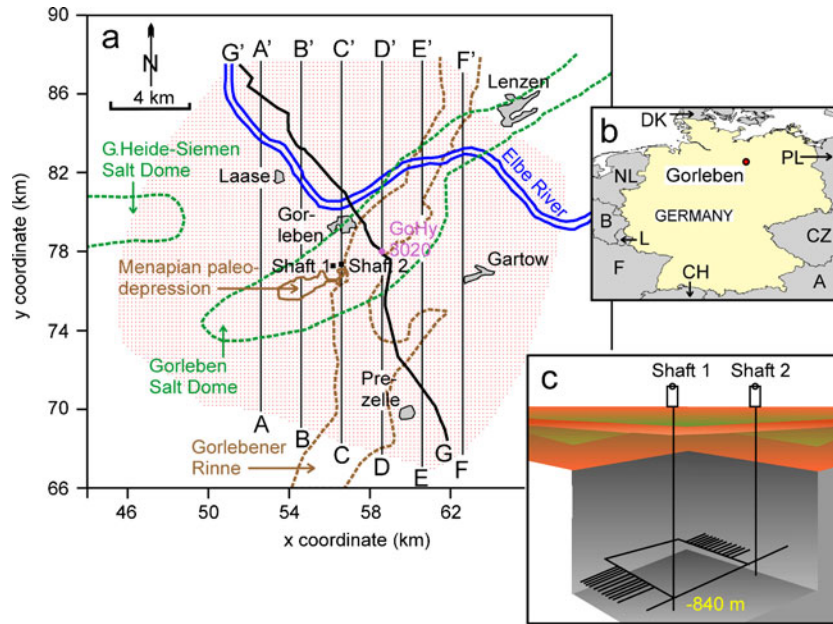 a
G'
A'
B'
C'
D'
E'
F'
N
4 km
Lenzen
G.Heide-Siemen
Salt Dome
Laase
Elbe River
Gor-
leben
GoHy
3020
Shaft 1
Shaft 2
Menapian paleo-
depression
Gartow
Gorleben
Salt Dome
Pre-
zelle
Gorlebener
Rinne
A
B
C
D
E
F
G
90
86
82
78
74
70
66
y coordinate (km)
46
50
54
58
62
x coordinate (km)
b
DK
NL
PL
Gorleben
B
GERMANY
L
CZ
F
CH
A
c
Shaft 1
Shaft 2
-840 m